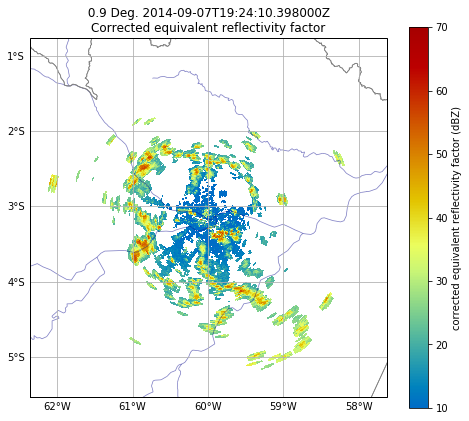 0.9 Deg. 2014-09-07T19:24:10.398000Z
Corrected equivalent reflectivity factor
1°S
2°S
3°S
4°S
5°S
62°W 61°W 60°W 59°W 58°W
70
60
50
40
30
20
10
corrected equivalent reflectivity factor (dBZ)